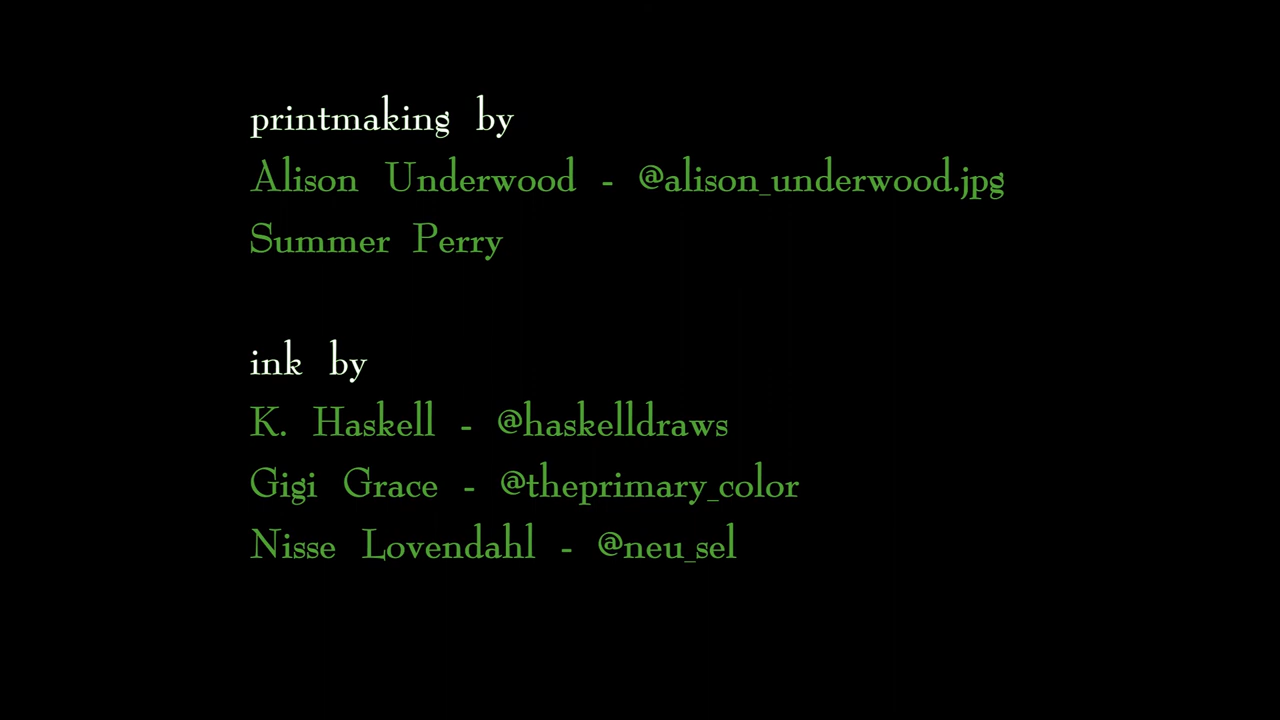 printmaking by
Alison Underwood - @alison_underwood.jpg
Summer Perry
ink by
K. Haskell - @haskelldraws
Gigi Grace - @theprimary_color
Nisse Lovendahl - @neu_sel